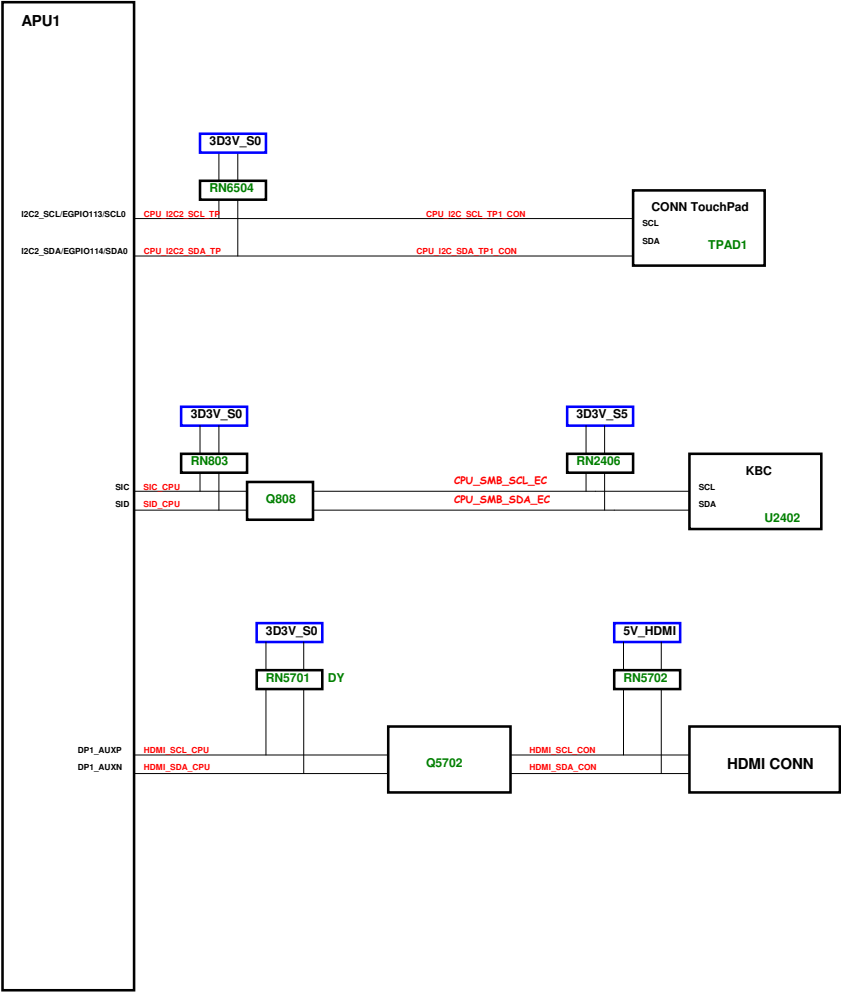 APU1
3D3V_S0
RN6504
I2C2_SCL/EGPIO113/SCL0
CPU_I2C2_SCL_TP
CPU_I2C_SCL_TP1_CON
CONN TouchPad
SCL
I2C2_SDA/EGPIO114/SDA0
CPU_I2C2_SDA_TP
CPU_I2C_SDA_TP1_CON
SDA
TPAD1
3D3V_S0
3D3V_S5
RN803
RN2406
KBC
SIC
SIC_CPU
CPU_SMB_SCL_EC
SCL
SID
SID_CPU
Q808
CPU_SMB_SDA_EC
SDA
U2402
3D3V_S0
5V_HDMI
RN5701 DY
RN5702
DP1_AUXP
HDMI_SCL_CPU
HDMI_SCL_CON
DP1_AUXN
HDMI_SDA_CPU
Q5702
HDMI_SDA_CON
HDMI CONN